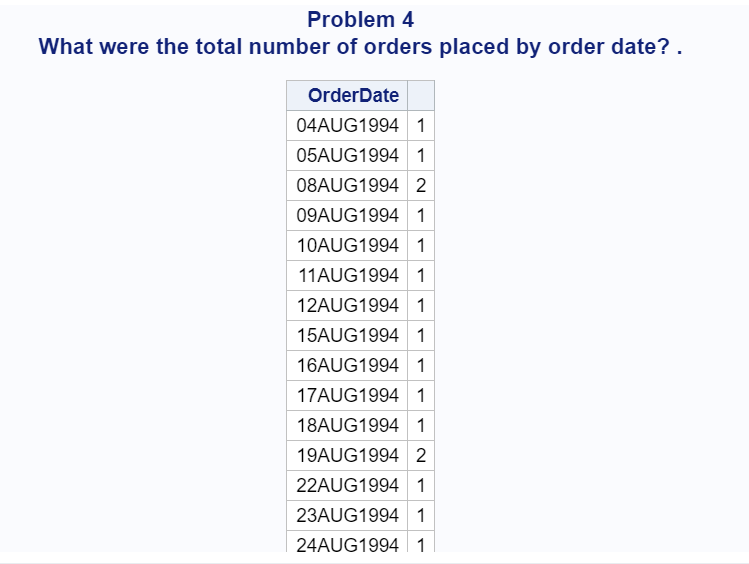 Problem 4
What were the total number of orders placed by order date? .
OrderDate
04AUG1994 1
05AUG1994 1
08AUG1994 2
09AUG1994 1
10AUG1994 1
11AUG1994 1
12AUG1994 1
15AUG1994 1
16AUG1994 1
17AUG1994 1
18AUG1994 1
19AUG1994 2
22AUG1994 1
23AUG1994 1
24AUG1994 1